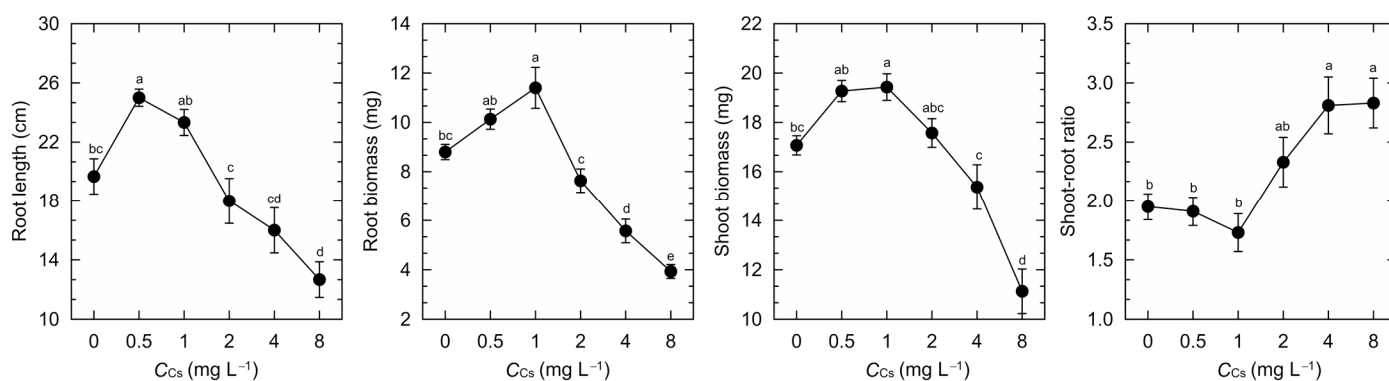 Root length (cm)
30
26
22
18
14
10
bc
a
ab
c
cd
d
0 0.5 1 2 4 8
CCs (mg L−1)
Root biomass (mg)
14
12
10
8
6
4
2
bc
ab
a
c
d
e
0 0.5 1 2 4 8
CCs (mg L−1)
Shoot biomass (mg)
22
20
18
16
14
12
10
bc
ab
a
abc
c
d
0 0.5 1 2 4 8
CCs (mg L−1)
Shoot-root ratio
3.5
3.0
2.5
2.0
1.5
1.0
b
b
b
ab
a
a
0 0.5 1 2 4 8
CCs (mg L−1)